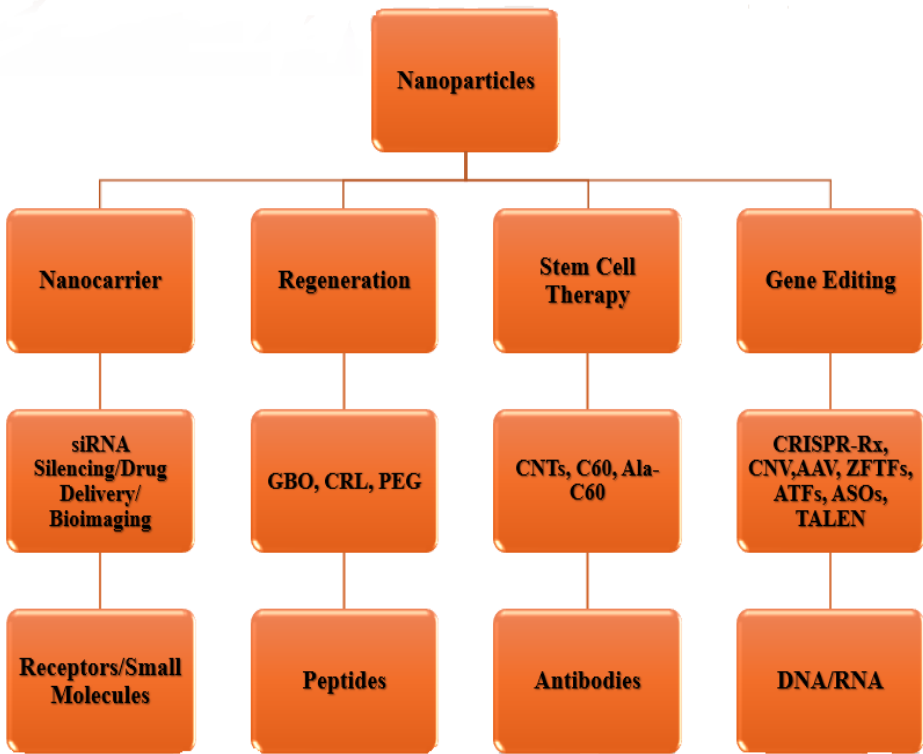 Nanoparticles
Nanocarrier
Regeneration
Stem Cell
Therapy
Gene Editing
siRNA
Silencing/Drug
Delivery/
Bioimaging
GBO, CRL, PEG
CNTs, C60, Ala-
C60
CRISPR-Rx,
CNV,AAV, ZFTFs,
ATFs, ASOs,
TALEN
Receptors/Small
Molecules
Peptides
Antibodies
DNA/RNA